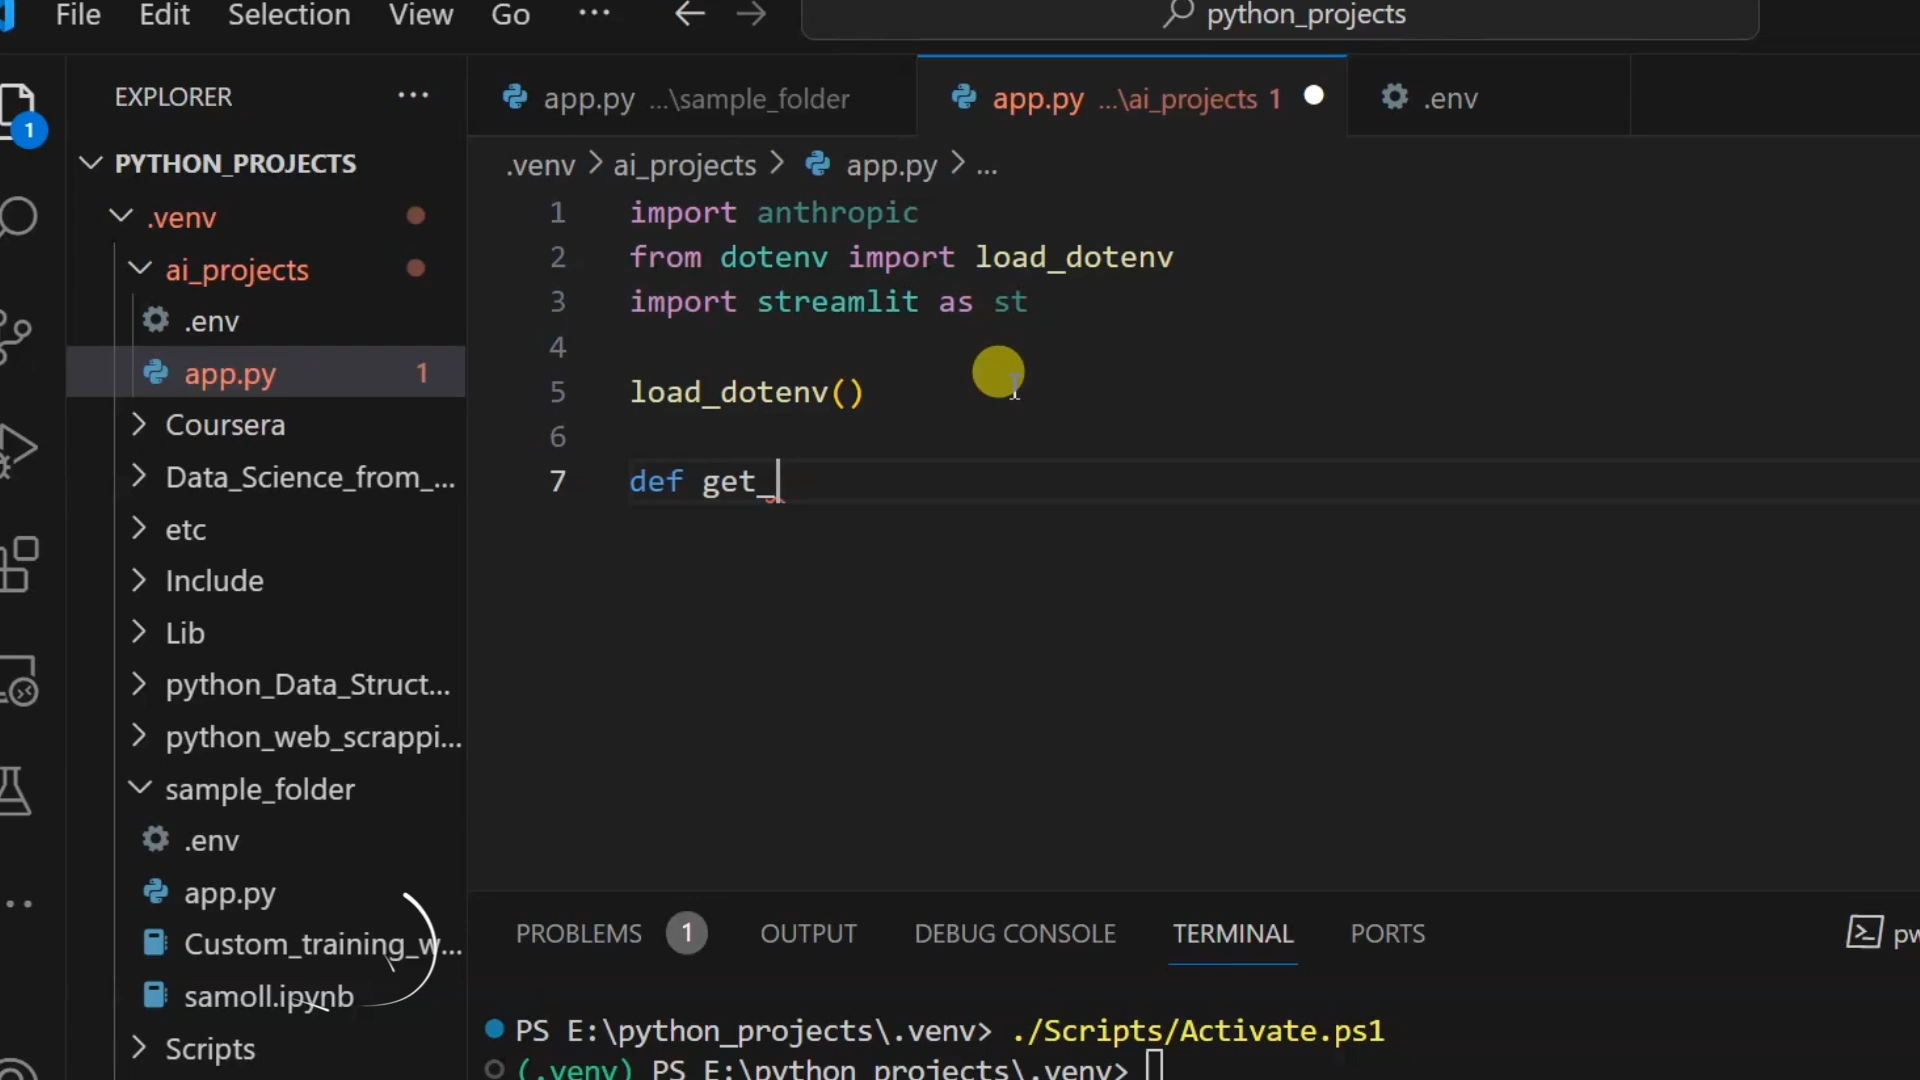 File Edit Selection View Go ...
python_projects
EXPLORER ...
app.py ...\sample_folder
app.py ...\ai_projects 1
.env
1
PYTHON_PROJECTS
.venv > ai_projects > app.py > ...
.venv
ai_projects
.env
app.py 1
Coursera
Data_Science_from_...
etc
Include
Lib
python_Data_Struct...
python_web_scrappi...
sample_folder
.env
app.py
Custom_training_w...
samoll.ipynb
Scripts
1 import anthropic
2 from dotenv import load_dotenv
3 import streamlit as st
4
5 load_dotenv()
6
7 def get_
PROBLEMS 1 OUTPUT DEBUG CONSOLE TERMINAL PORTS
pw
PS E:\python_projects\.venv> ./Scripts/Activate.ps1
(.venv) PS E:\python_projects\.venv>